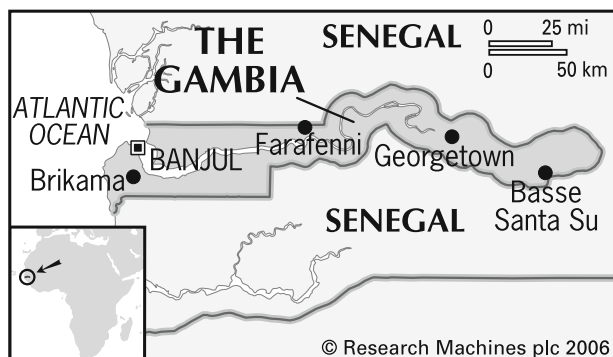 THE
GAMBIA
SENEGAL
0 25 mi
0 50 km
ATLANTIC
OCEAN
BANJUL
Farafenni
Georgetown
Brikama
Basse
Santa Su
SENEGAL
© Research Machines plc 2006